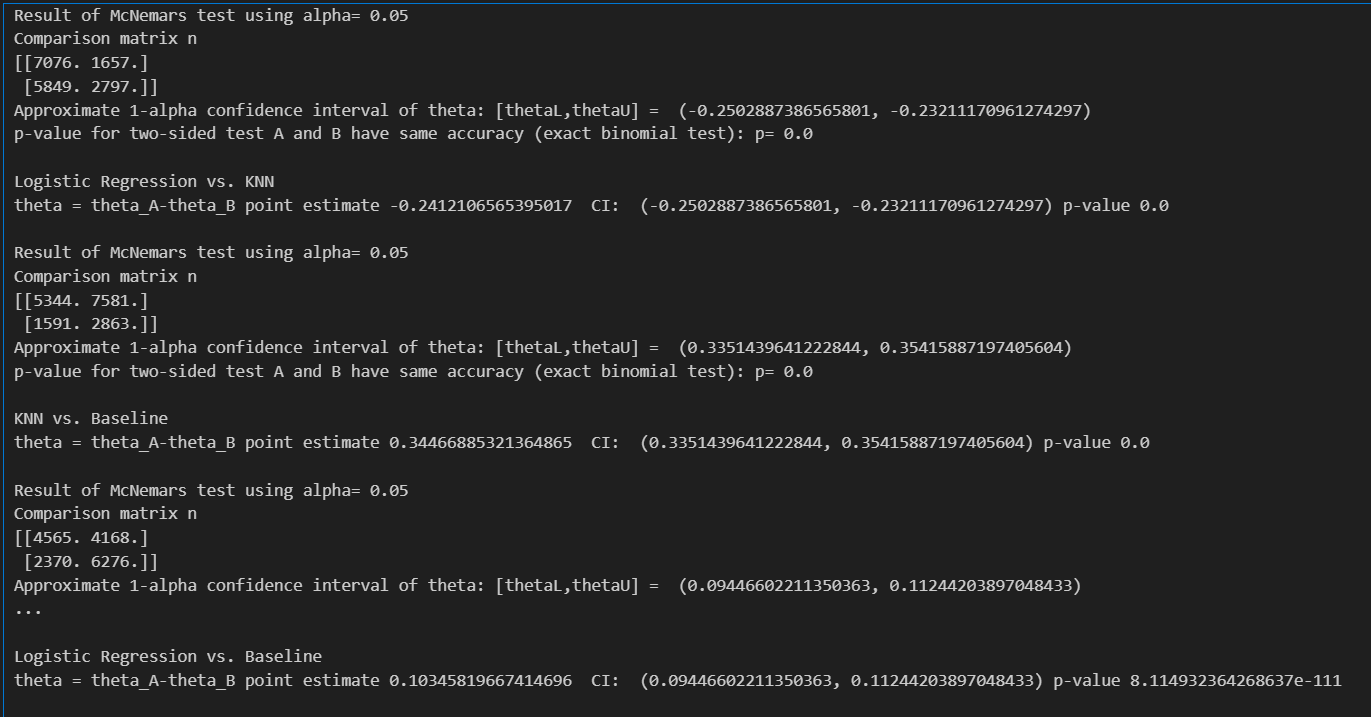 Result of McNemars test using alpha= 0.05
Comparison matrix n
[[7076. 1657.]
 [5849. 2797.]]
Approximate 1-alpha confidence interval of theta: [thetaL,thetaU] =  (-0.2502887386565801, -0.23211170961274297)
p-value for two-sided test A and B have same accuracy (exact binomial test): p= 0.0

Logistic Regression vs. KNN
theta = theta_A-theta_B point estimate -0.2412106565395017  CI:  (-0.2502887386565801, -0.23211170961274297) p-value 0.0

Result of McNemars test using alpha= 0.05
Comparison matrix n
[[5344. 7581.]
 [1591. 2863.]]
Approximate 1-alpha confidence interval of theta: [thetaL,thetaU] =  (0.3351439641222844, 0.35415887197405604)
p-value for two-sided test A and B have same accuracy (exact binomial test): p= 0.0

KNN vs. Baseline
theta = theta_A-theta_B point estimate 0.34466885321364865  CI:  (0.3351439641222844, 0.35415887197405604) p-value 0.0

Result of McNemars test using alpha= 0.05
Comparison matrix n
[[4565. 4168.]
 [2370. 6276.]]
Approximate 1-alpha confidence interval of theta: [thetaL,thetaU] =  (0.09446602211350363, 0.11244203897048433)
...

Logistic Regression vs. Baseline
theta = theta_A-theta_B point estimate 0.10345819667414696  CI:  (0.09446602211350363, 0.11244203897048433) p-value 8.114932364268637e-111